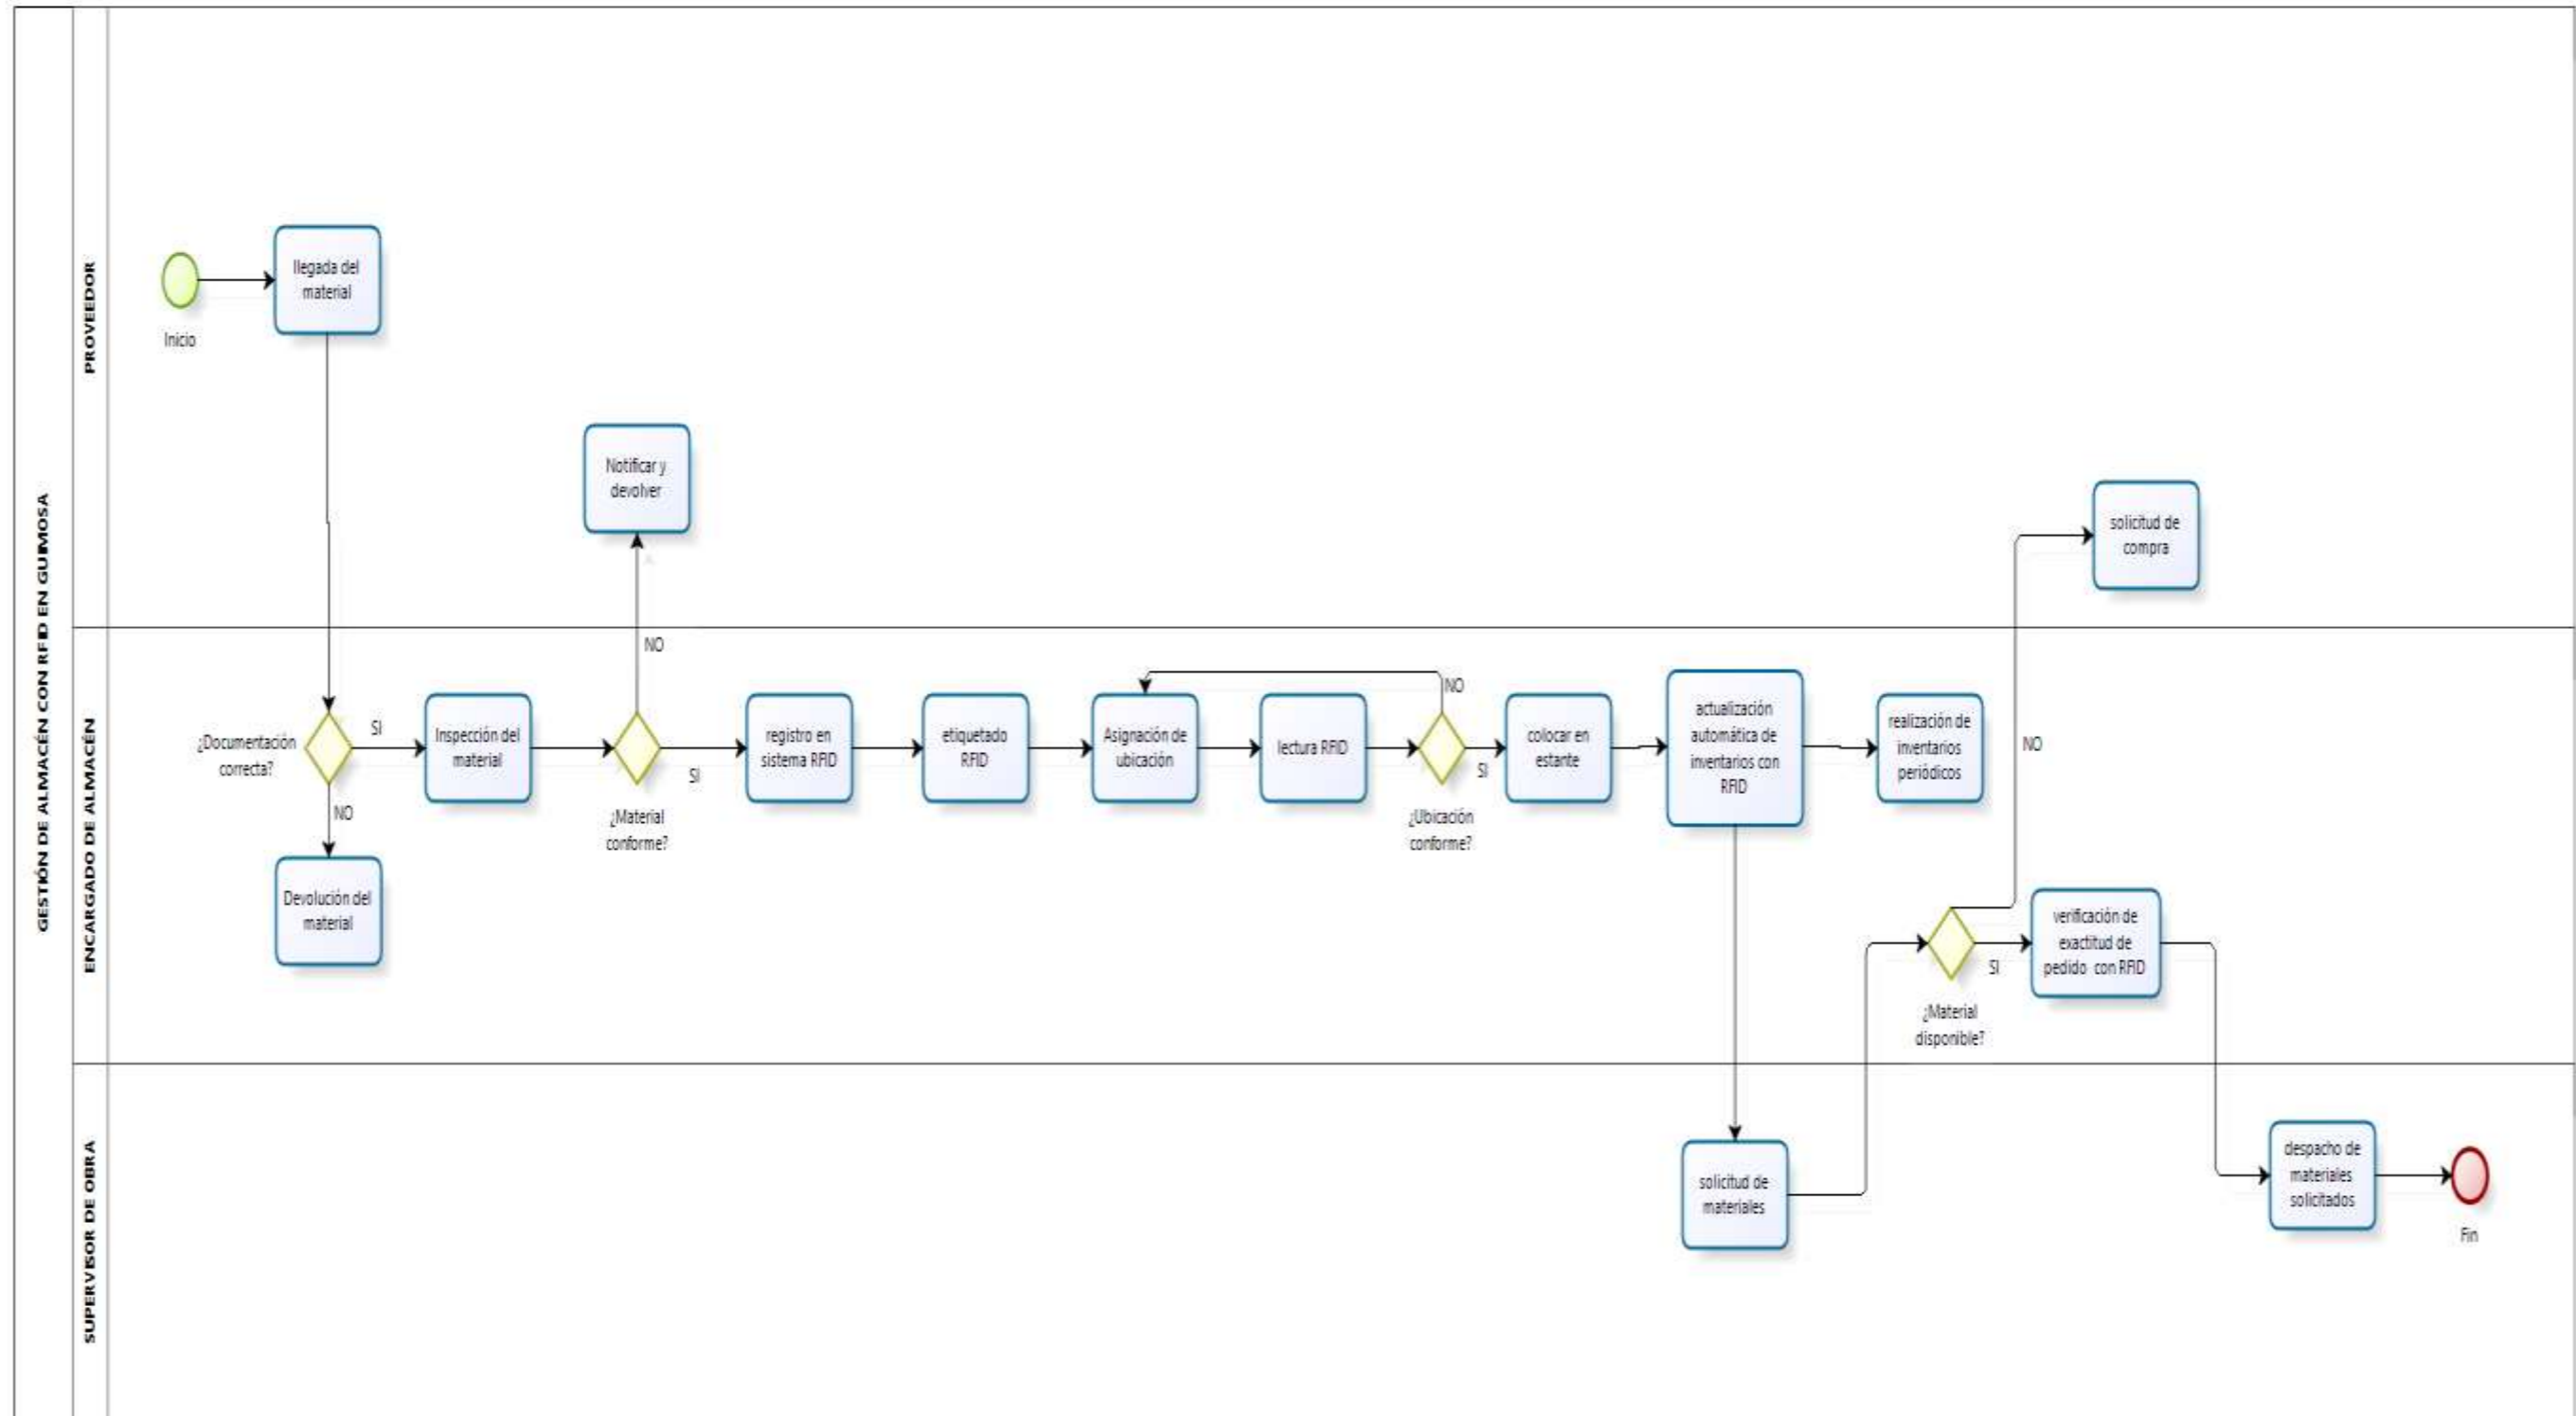 GESTIÓN DE ALMACÉN CON RFID EN GUIMOSA
PROVEEDOR
Inicio
llegada del
material
Notificar y
devolver
solicitud de
compra
ENCARGADO DE ALMACÉN
¿Documentación
correcta?
SI
NO
Devolución del
material
Inspección del
material
NO
SI
¿Material
conforme?
registro en
sistema RFID
etiquetado
RFID
Asignación de
ubicación
lectura RFID
NO
SI
¿Ubicación
conforme?
colocar en
estante
actualización
automática de
inventarios con
RFID
realización de
inventarios
periódicos
NO
SI
¿Material
disponible?
verificación de
exactitud de
pedido con RFID
SUPERVISOR DE OBRA
solicitud de
materiales
despacho de
materiales
solicitados
Fin